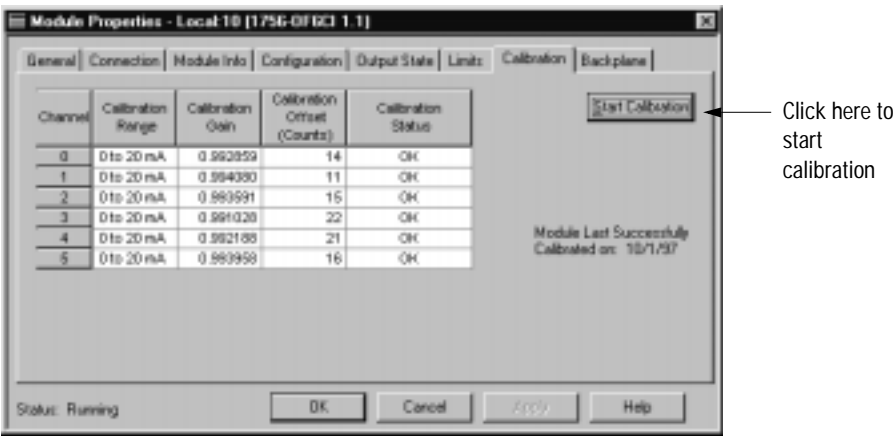 Module Properties - Local:10 (1756-OF6CI 1.1)
General Connection Module Info Configuration Output State Limits Calibration Backplane
Channel Calibration Range Calibration Gain Calibration Offset (Counts) Calibration Status
0 0 to 20 mA 0.992859 14 OK
1 0 to 20 mA 0.994080 11 OK
2 0 to 20 mA 0.993591 15 OK
3 0 to 20 mA 0.991028 22 OK
4 0 to 20 mA 0.992188 21 OK
5 0 to 20 mA 0.993958 16 OK
Start Calibration
Click here to
start
calibration
Module Last Successfully
Calibrated on: 10/1/97
Status: Running
OK Cancel Apply Help